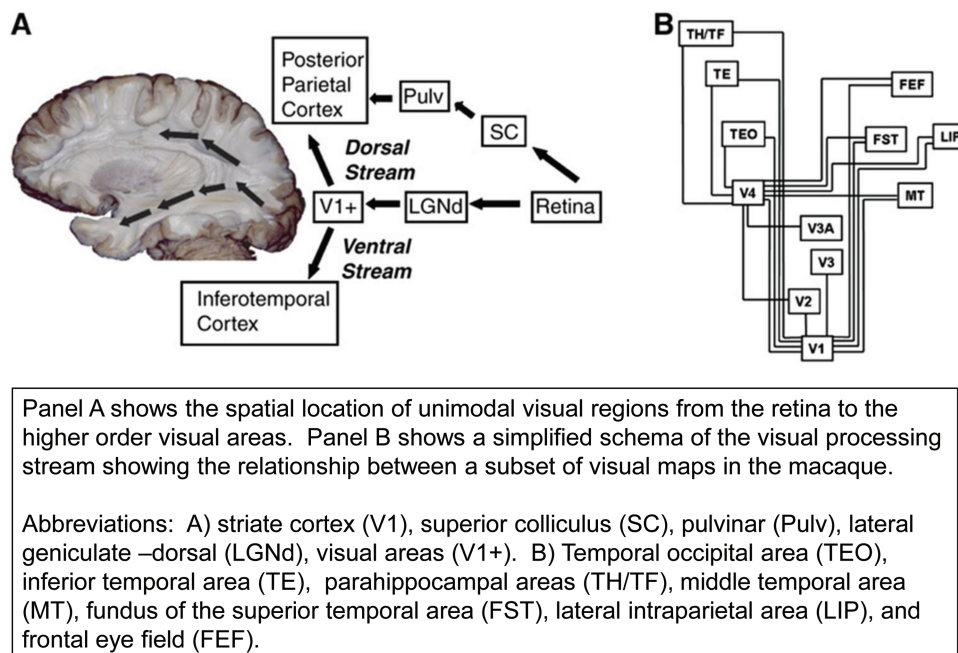 A
Posterior
Parietal
Cortex
Pulv
SC
Dorsal
Stream
V1+
LGNd
Retina
Ventral
Stream
Inferotemporal
Cortex
B
TH/TF
TE
FEF
TEO
FST
LIP
V4
MT
V3A
V3
V2
V1
Panel A shows the spatial location of unimodal visual regions from the retina to the
higher order visual areas.  Panel B shows a simplified schema of the visual processing
stream showing the relationship between a subset of visual maps in the macaque.
Abbreviations:  A) striate cortex (V1), superior colliculus (SC), pulvinar (Pulv), lateral
geniculate –dorsal (LGNd), visual areas (V1+).  B) Temporal occipital area (TEO),
inferior temporal area (TE),  parahippocampal areas (TH/TF), middle temporal area
(MT), fundus of the superior temporal area (FST), lateral intraparietal area (LIP), and
frontal eye field (FEF).